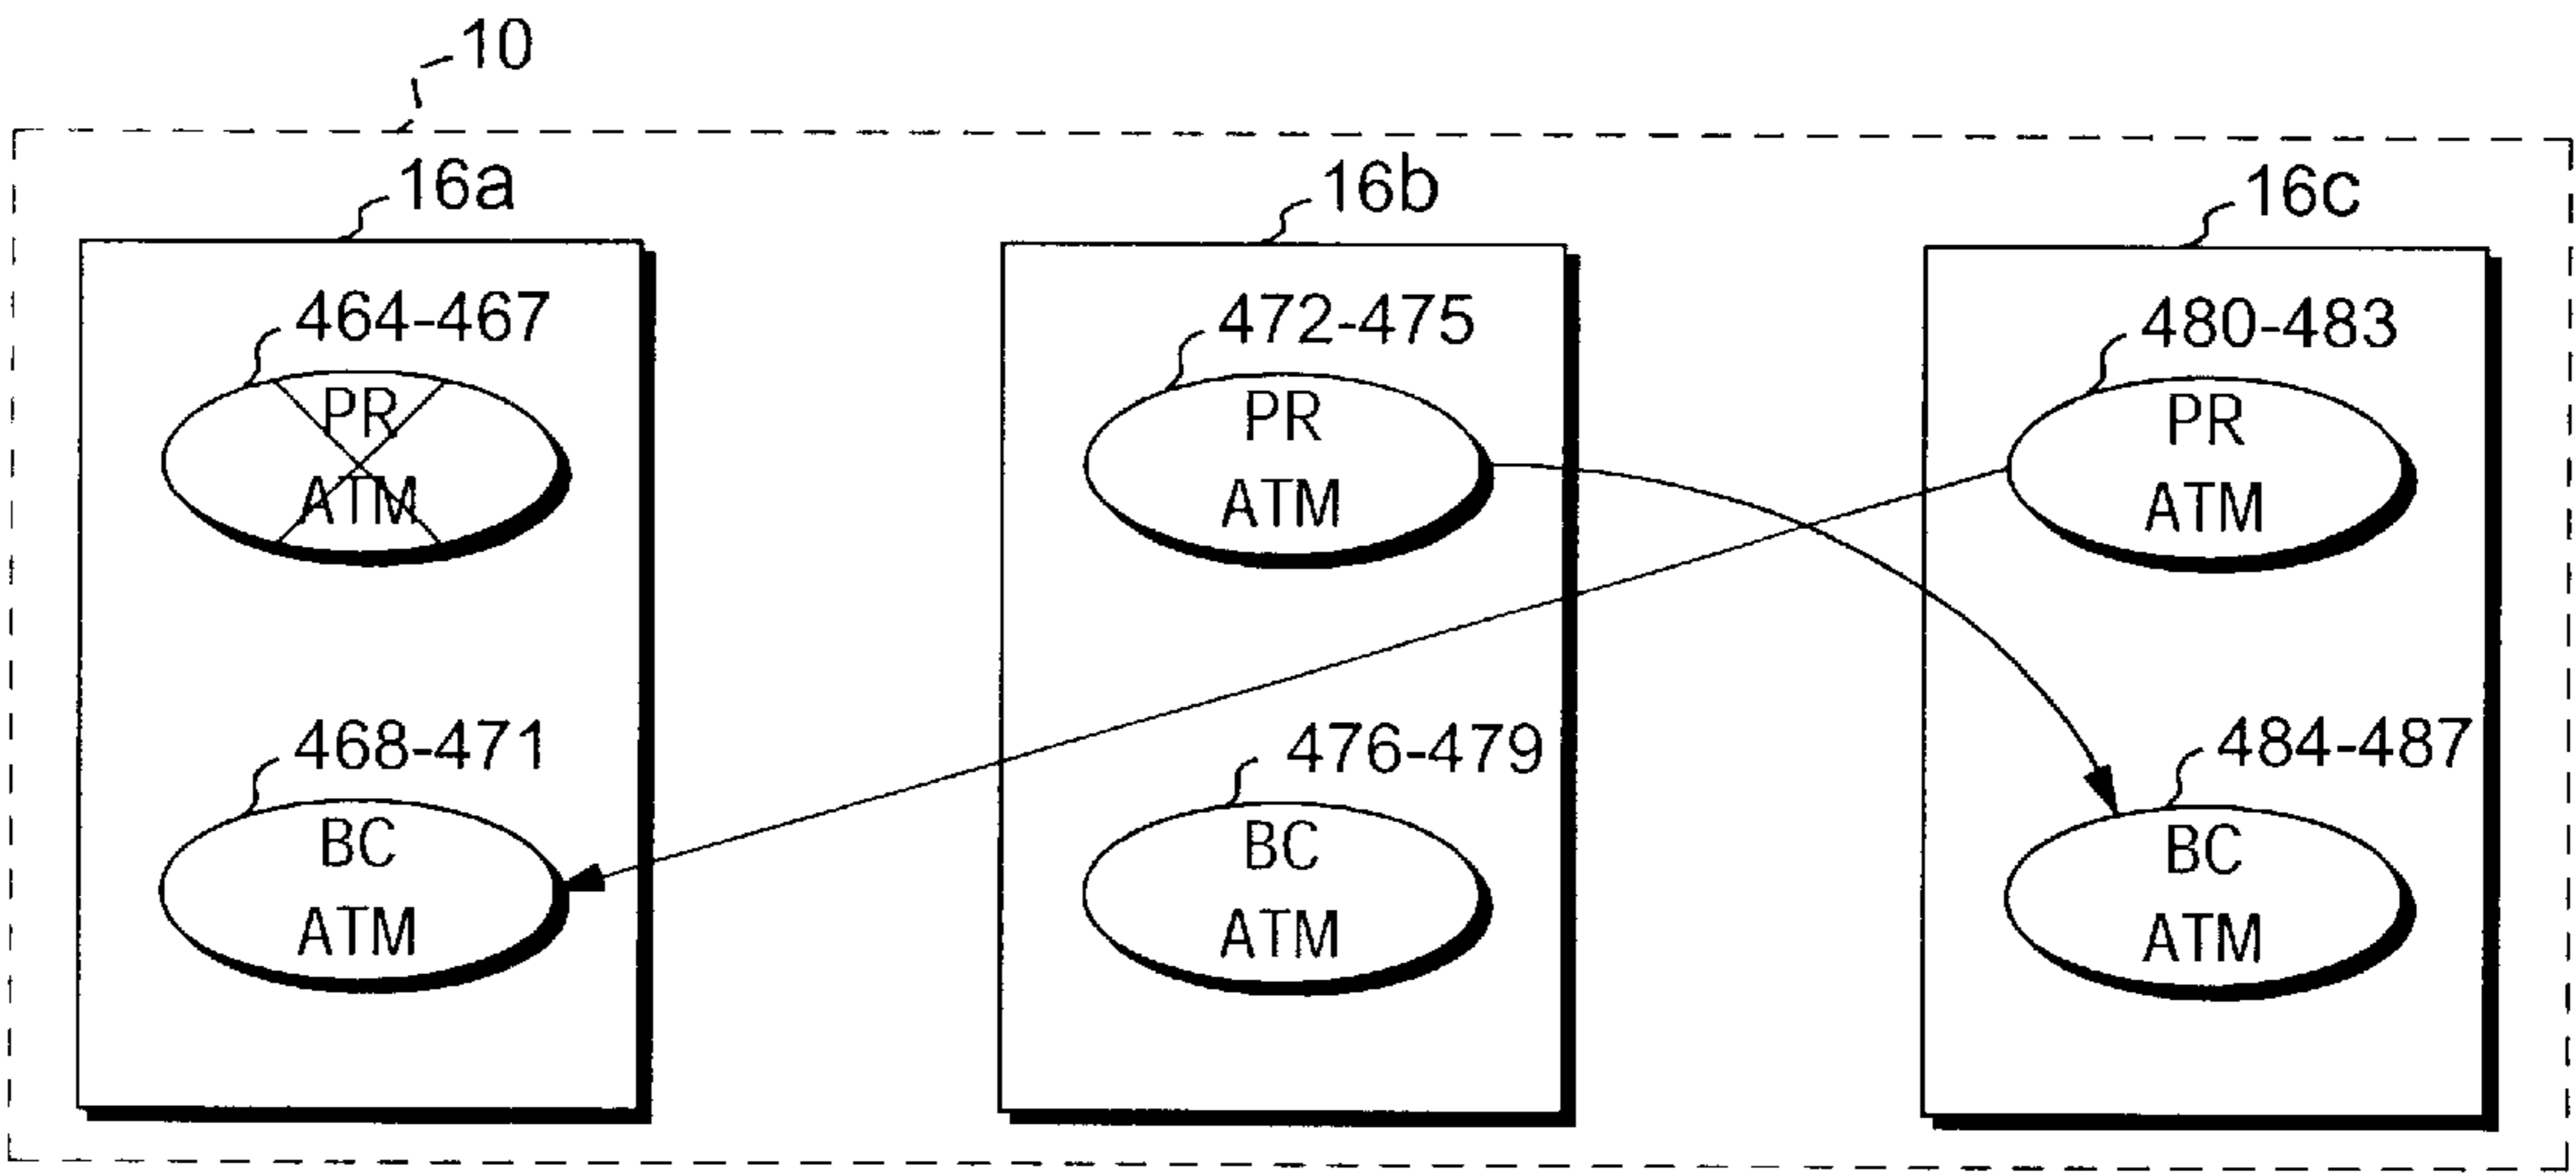 10
16a
16b
16c
464-467
472-475
480-483
PR
ATM
PR
ATM
PR
ATM
468-471
476-479
484-487
BC
ATM
BC
ATM
BC
ATM